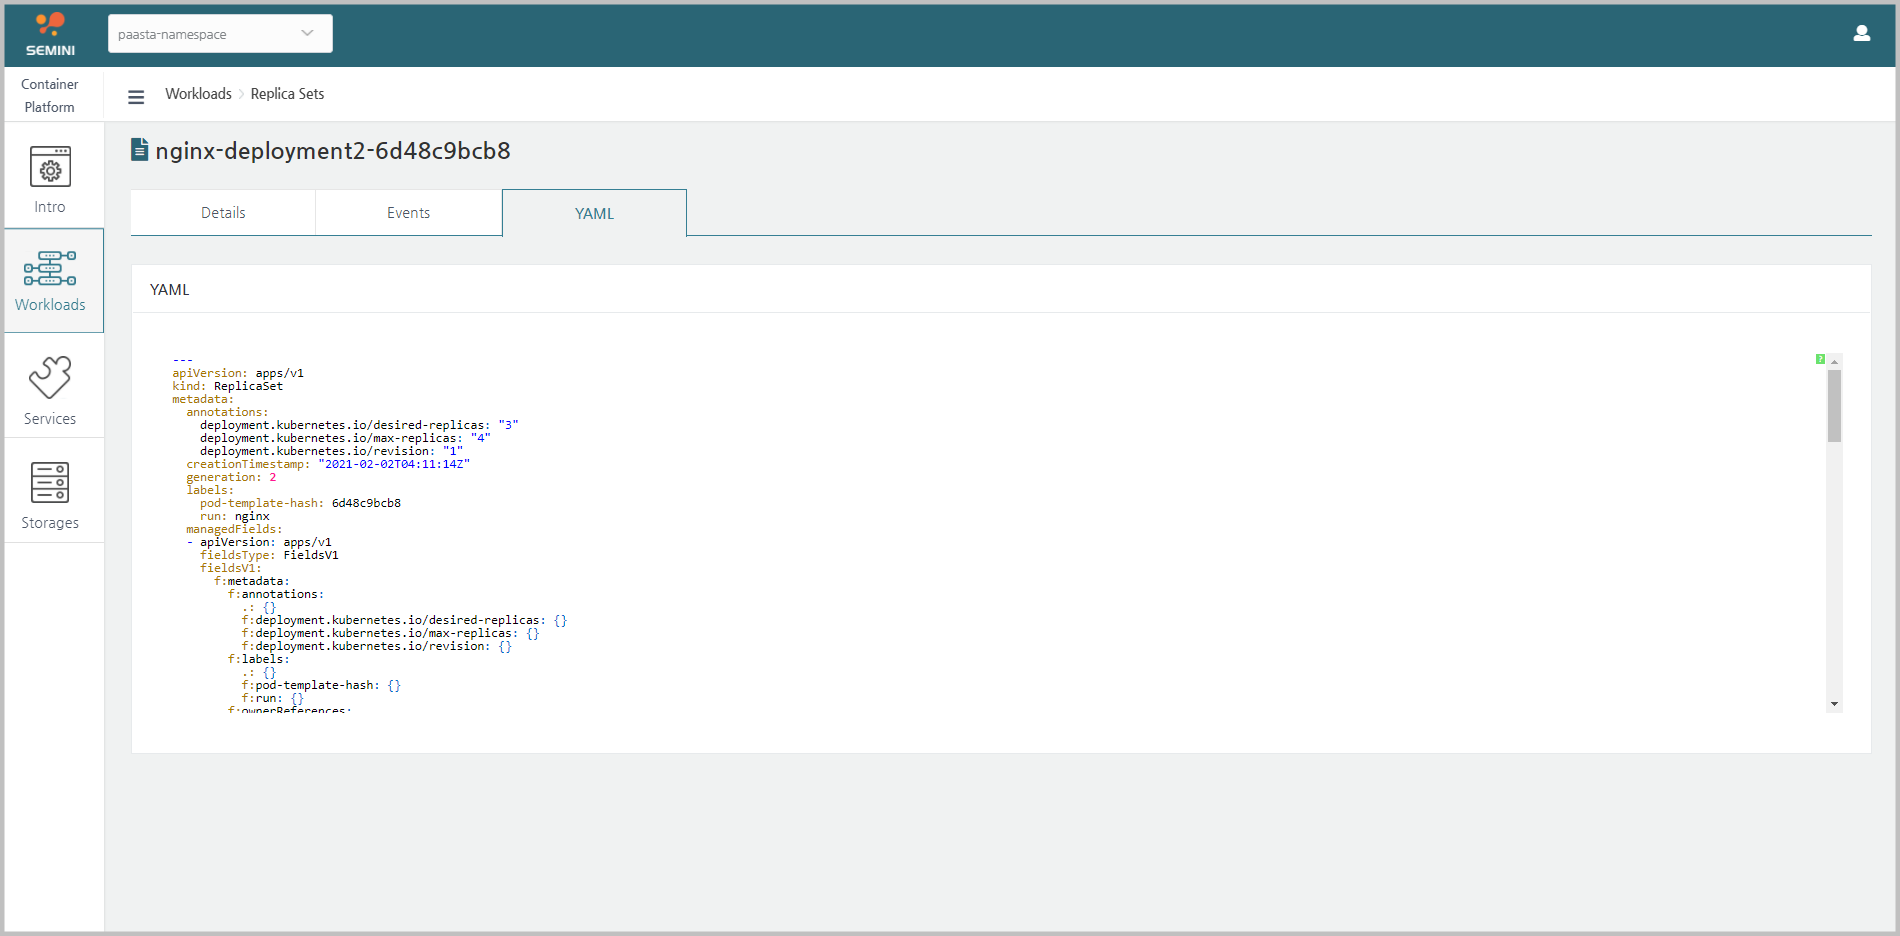 SEMINI
paasta-namespace
Container
Platform
Workloads > Replica Sets
Intro
Workloads
Services
Storages
nginx-deployment2-6d48c9bcb8
Details
Events
YAML
YAML
---
apiVersion: apps/v1
kind: ReplicaSet
metadata:
  annotations:
    deployment.kubernetes.io/desired-replicas: "3"
    deployment.kubernetes.io/max-replicas: "4"
    deployment.kubernetes.io/revision: "1"
  creationTimestamp: "2021-02-02T04:11:14Z"
  generation: 2
  labels:
    pod-template-hash: 6d48c9bcb8
    run: nginx
  managedFields:
  - apiVersion: apps/v1
    fieldsType: FieldsV1
    fieldsV1:
      f:metadata:
        f:annotations:
          .: {}
          f:deployment.kubernetes.io/desired-replicas: {}
          f:deployment.kubernetes.io/max-replicas: {}
          f:deployment.kubernetes.io/revision: {}
        f:labels:
          .: {}
          f:pod-template-hash: {}
          f:run: {}
        f:ownerReferences:
?